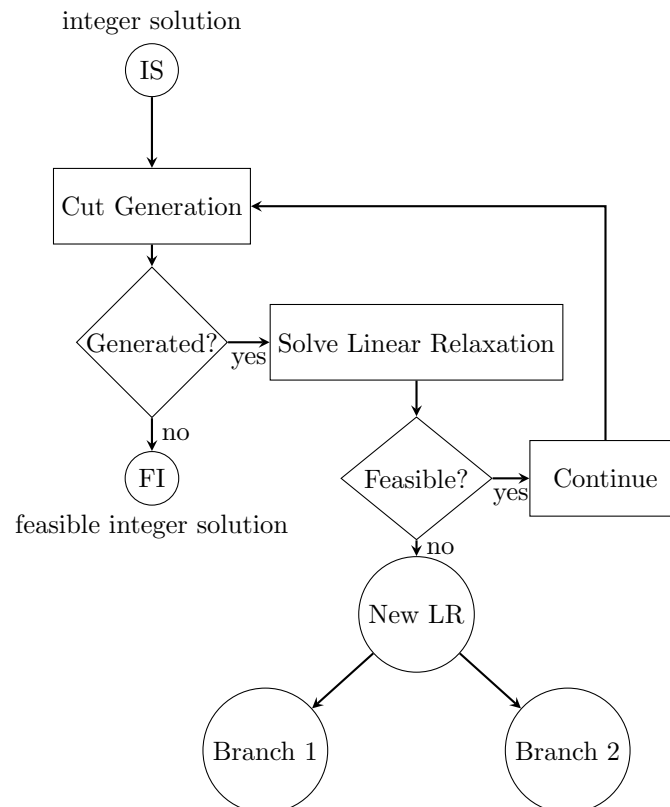 integer solution
IS
Cut Generation
Generated?
yes
Solve Linear Relaxation
no
FI
feasible integer solution
Feasible?
yes
Continue
no
New LR
Branch 1
Branch 2